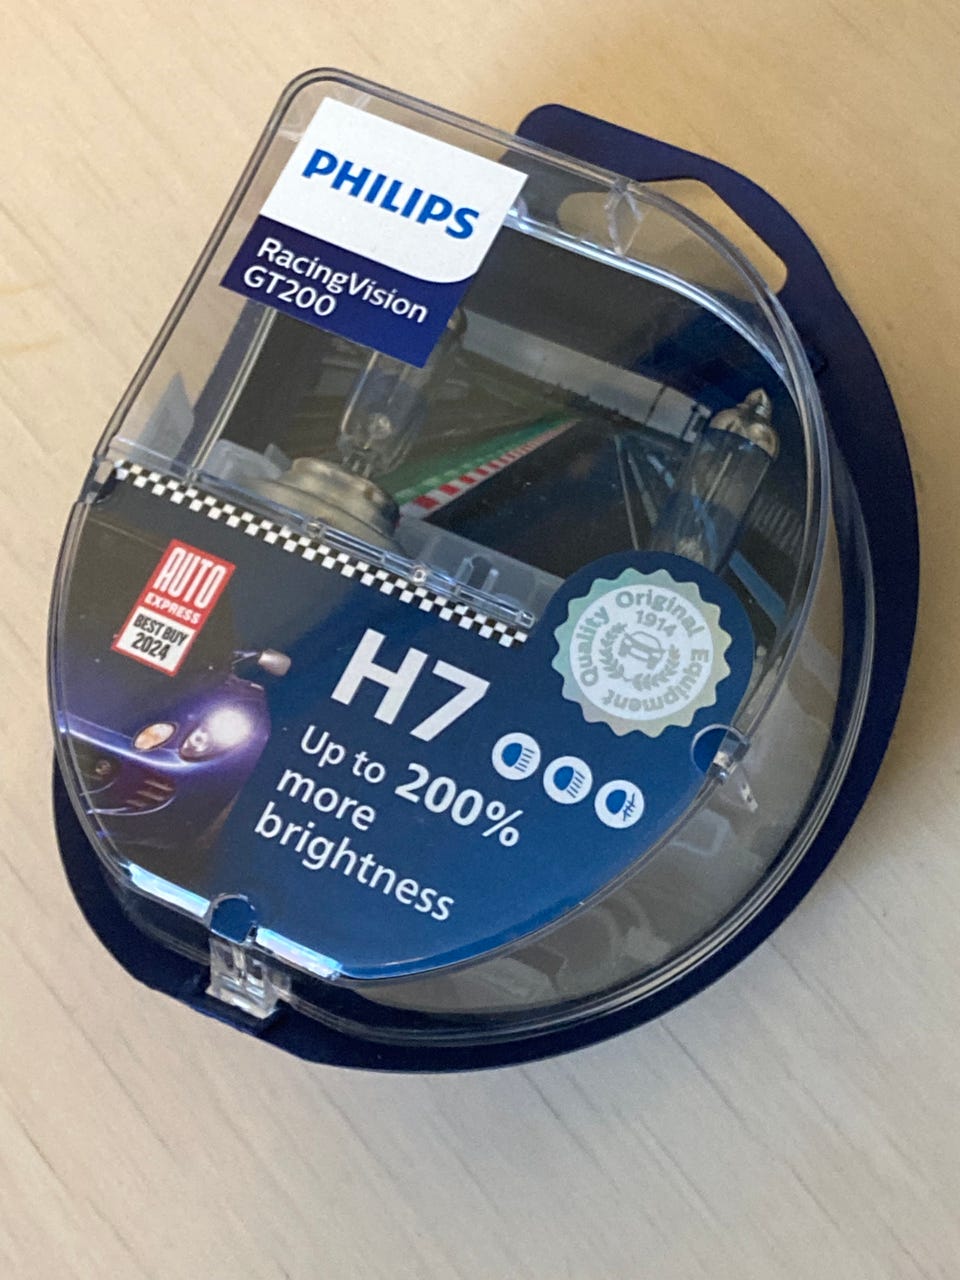 PHILIPS
RacingVision
GT200
AUTO
EXPRESS
BEST BUY
2024
H7
Up to 200%
more
brightness
Quality Original Equipment
1914